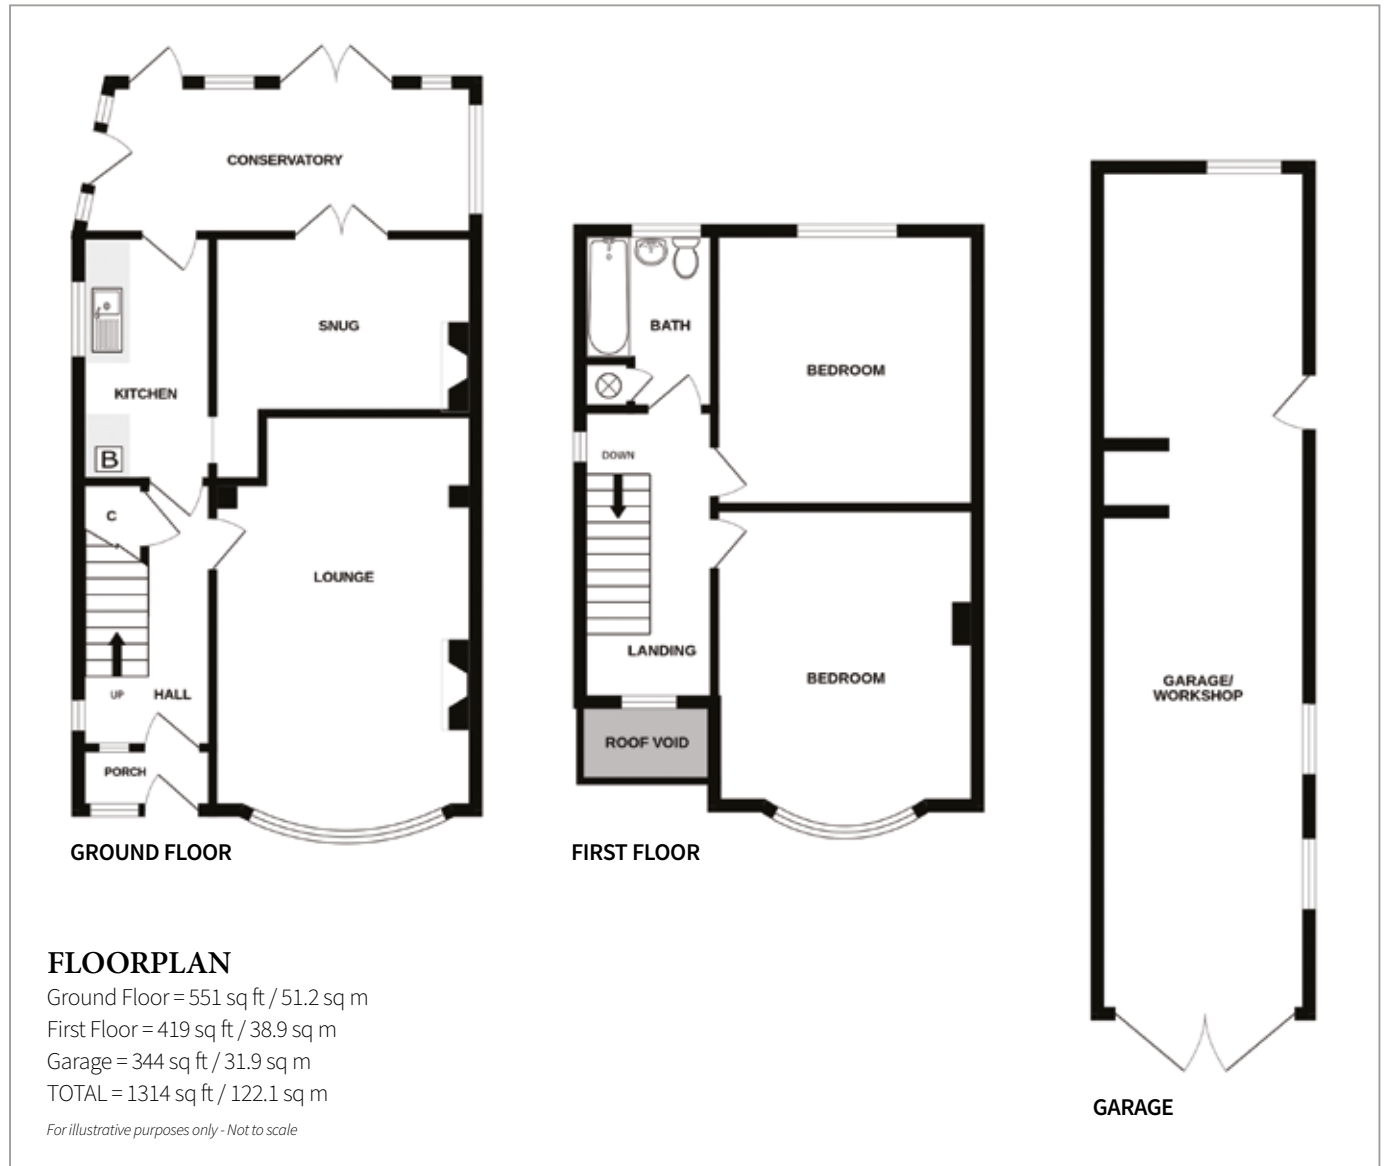 CONSERVATORY
SNUG
KITCHEN
B
C
LOUNGE
UP
HALL
PORCH
GROUND FLOOR
BATH
BEDROOM
DOWN
LANDING
BEDROOM
ROOF VOID
FIRST FLOOR
GARAGE/
WORKSHOP
GARAGE
FLOORPLAN
Ground Floor = 551 sq ft / 51.2 sq m
First Floor = 419 sq ft / 38.9 sq m
Garage = 344 sq ft / 31.9 sq m
TOTAL = 1314 sq ft / 122.1 sq m
For illustrative purposes only - Not to scale